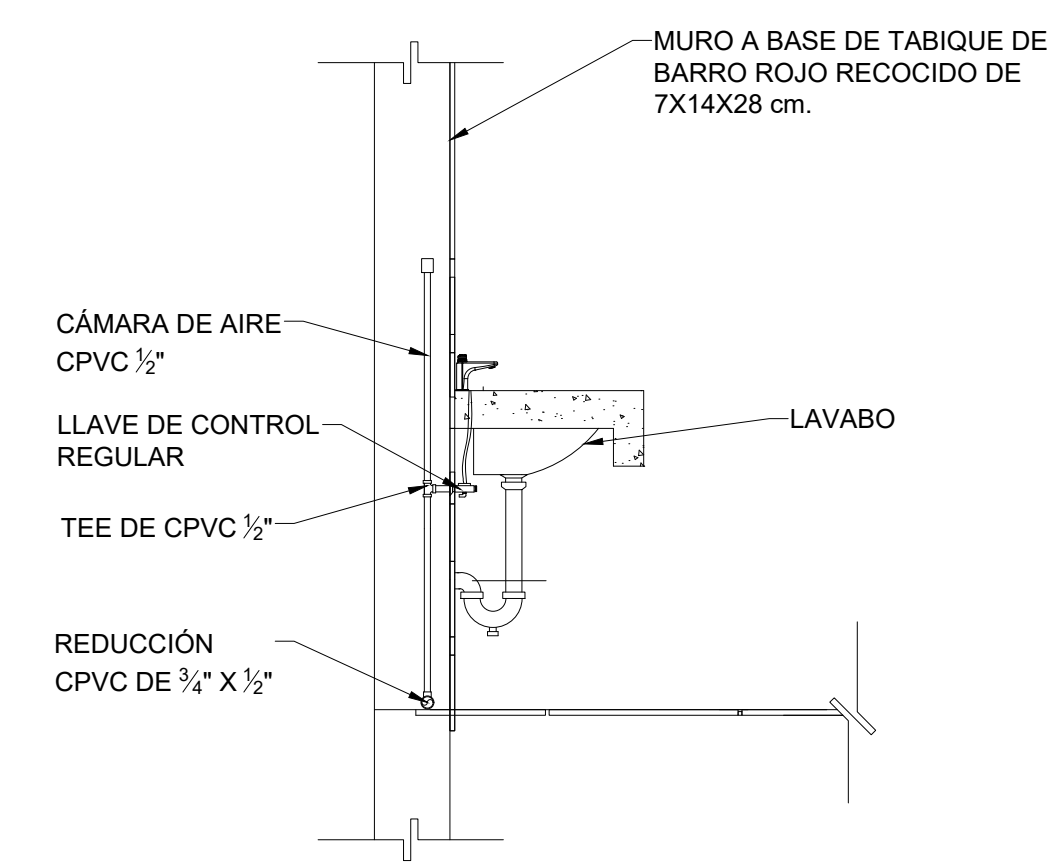 MURO A BASE DE TABIQUE DE
BARRO ROJO RECOCIDO DE
7X14X28 cm.
CÁMARA DE AIRE
CPVC ½"
LLAVE DE CONTROL
REGULAR
LAVABO
TEE DE CPVC ½"
REDUCCIÓN
CPVC DE ¾" X ½"